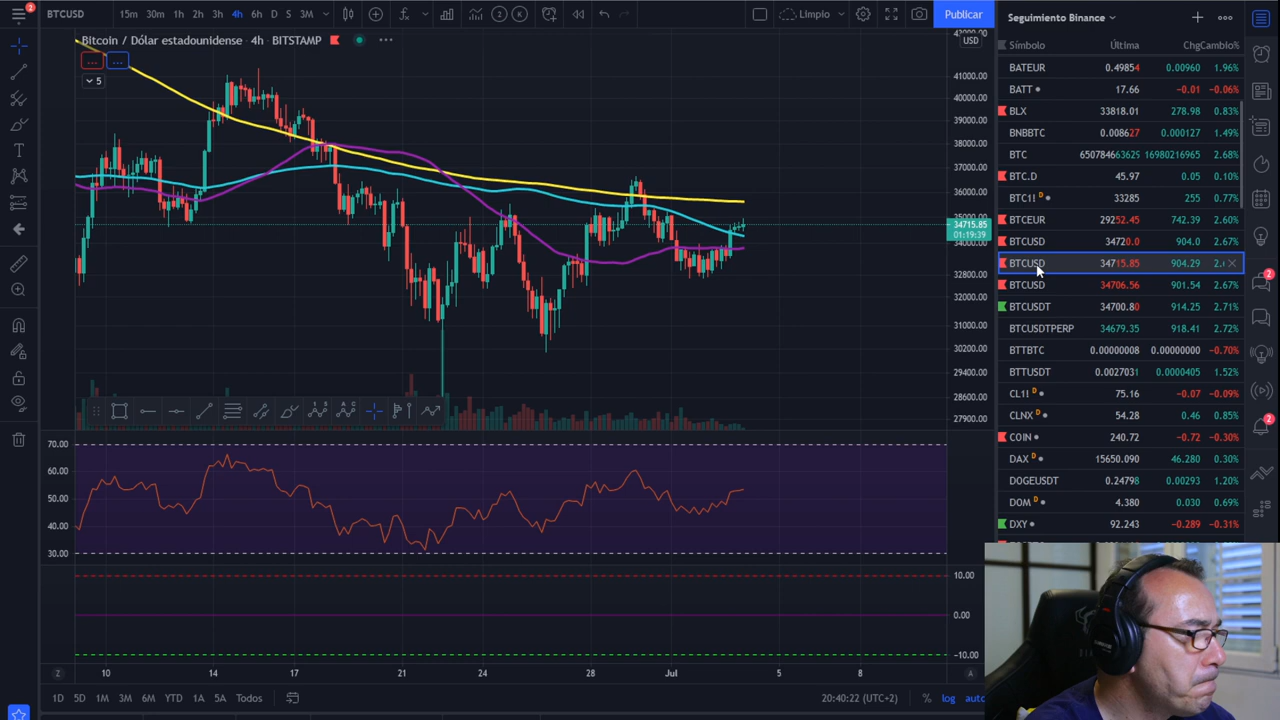 2
BTCUSD 15m 30m 1h 2h 3h 4h 6h D S 3M 2 K Limpio Publicar
Bitcoin / Dólar estadounidense · 4h · BITSTAMP
... ...
5
USD
41000.00
40000.00
39000.00
38000.00
37000.00
36000.00
34715.85
01:19:39
34000.00
32800.00
32000.00
31000.00
30200.00
29400.00
28600.00
27900.00
70.00
60.00
50.00
40.00
30.00
10.00
0.00
-10.00
Z 10 14 17 21 24 28 Jul 5 8 A
1D 5D 1M 3M 6M YTD 1A 5A Todos 20:40:22 (UTC+2) % log auto
Seguimiento Binance
Símbolo Última Chg Cambio%
BATEUR 0.49854 0.00960 1.96%
BATT 17.66 −0.01 −0.06%
BLX 33818.01 278.98 0.83%
BNBBTC 0.008627 0.000127 1.49%
BTC 650784663629 16980216965 2.68%
BTC.D 45.97 0.05 0.10%
BTC1! D 33285 255 0.77%
BTCEUR 29252.45 742.39 2.60%
BTCUSD 34720.0 904.0 2.67%
BTCUSD 34715.85 904.29
BTCUSD 34706.56 901.54 2.67%
BTCUSDT 34700.80 914.25 2.71%
BTCUSDTPERP 34679.35 918.41 2.72%
BTTBTC 0.00000008 0.00000000 −0.70%
BTTUSDT 0.0027031 0.0000405 1.52%
CL1! D 75.16 −0.07 −0.09%
CLNX D 54.28 0.46 0.85%
COIN 240.72 −0.72 −0.30%
DAX D 15650.090 46.280 0.30%
DOGEUSDT 0.24798 0.00293 1.20%
DOM D 4.380 0.030 0.69%
DXY 92.243 −0.289 −0.31%
2
2